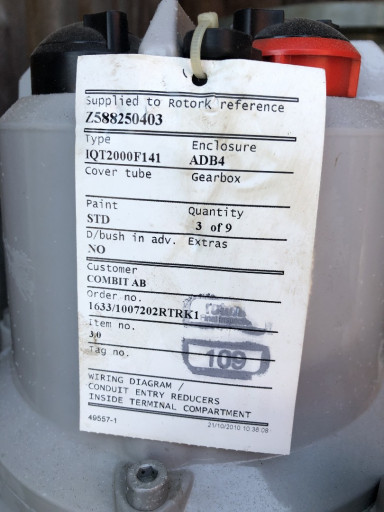 Supplied to Rotork reference
Z588250403
Type Enclosure
IQT2000F141 ADB4
Cover tube Gearbox
Paint Quantity
STD 3 of 9
D/bush in adv. Extras
NO
Customer
COMBIT AB
Order no.
1633/1007202RTRK1
Item no.
3,0
Tag no.
109
WIRING DIAGRAM /
CONDUIT ENTRY REDUCERS
INSIDE TERMINAL COMPARTMENT
49557-1 21/10/2010 10:36:08